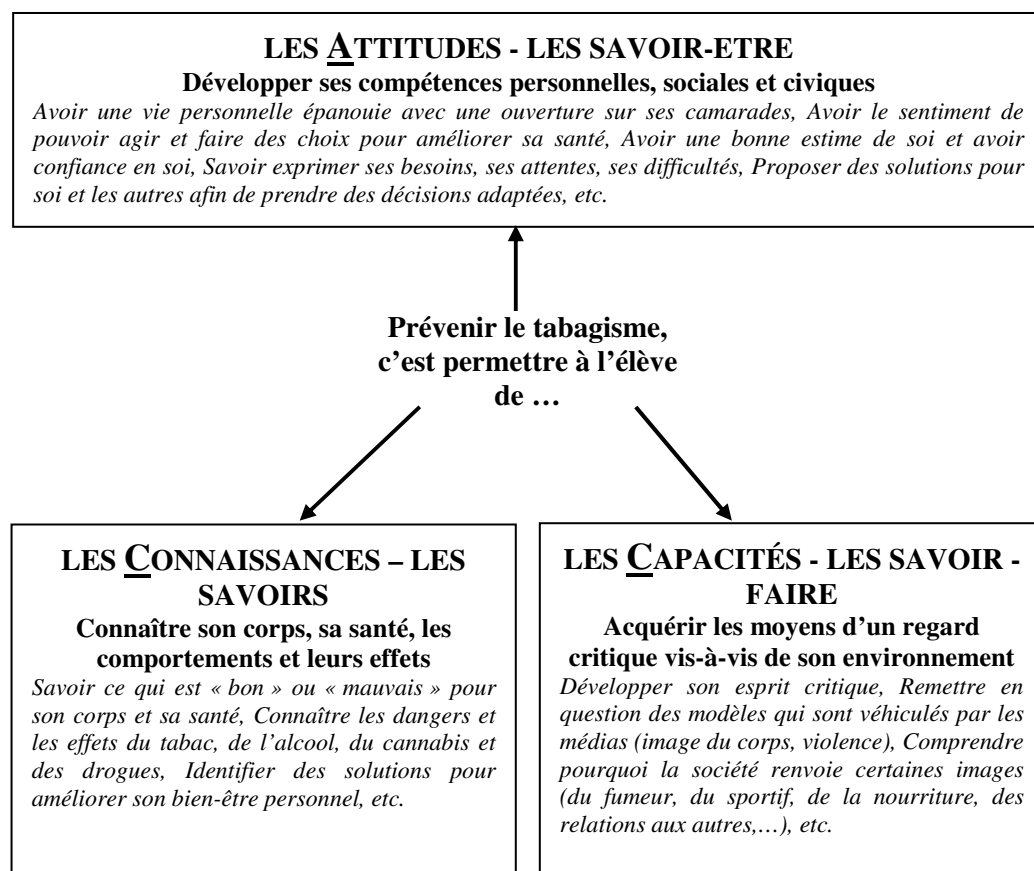 LES ATTITUDES - LES SAVOIR-ETRE
Développer ses compétences personnelles, sociales et civiques
Avoir une vie personnelle épanouie avec une ouverture sur ses camarades, Avoir le sentiment de
pouvoir agir et faire des choix pour améliorer sa santé, Avoir une bonne estime de soi et avoir
confiance en soi, Savoir exprimer ses besoins, ses attentes, ses difficultés, Proposer des solutions pour
soi et les autres afin de prendre des décisions adaptées, etc.
Prévenir le tabagisme,
c’est permettre à l’élève
de …
LES CONNAISSANCES – LES
SAVOIRS
Connaître son corps, sa santé, les
comportements et leurs effets
Savoir ce qui est « bon » ou « mauvais » pour
son corps et sa santé, Connaître les dangers et
les effets du tabac, de l’alcool, du cannabis et
des drogues, Identifier des solutions pour
améliorer son bien-être personnel, etc.
LES CAPACITÉS - LES SAVOIR -
FAIRE
Acquérir les moyens d’un regard
critique vis-à-vis de son environnement
Développer son esprit critique, Remettre en
question des modèles qui sont véhiculés par les
médias (image du corps, violence), Comprendre
pourquoi la société renvoie certaines images
(du fumeur, du sportif, de la nourriture, des
relations aux autres,…), etc.